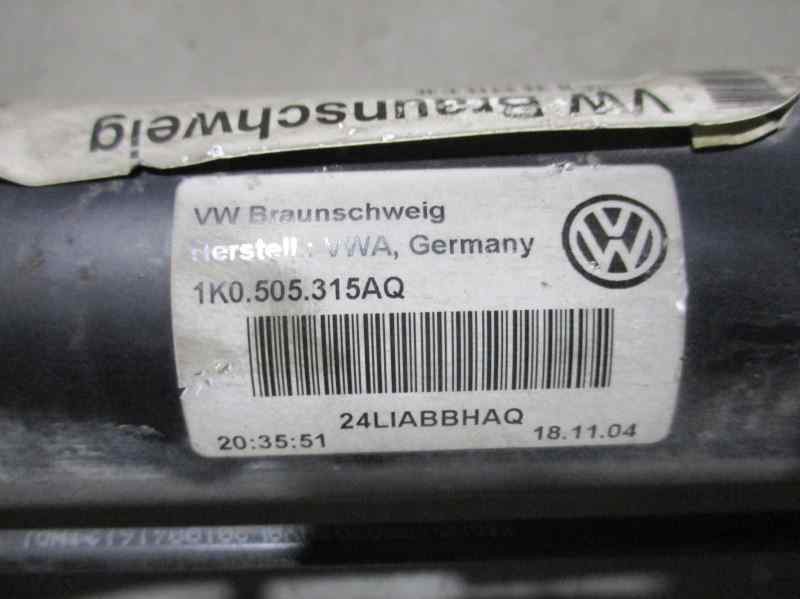 VW Braunschweig
VW Braunschweig
Herstell.: VWA, Germany
1K0.505.315AQ
24LIABBHAQ
20:35:51
18.11.04